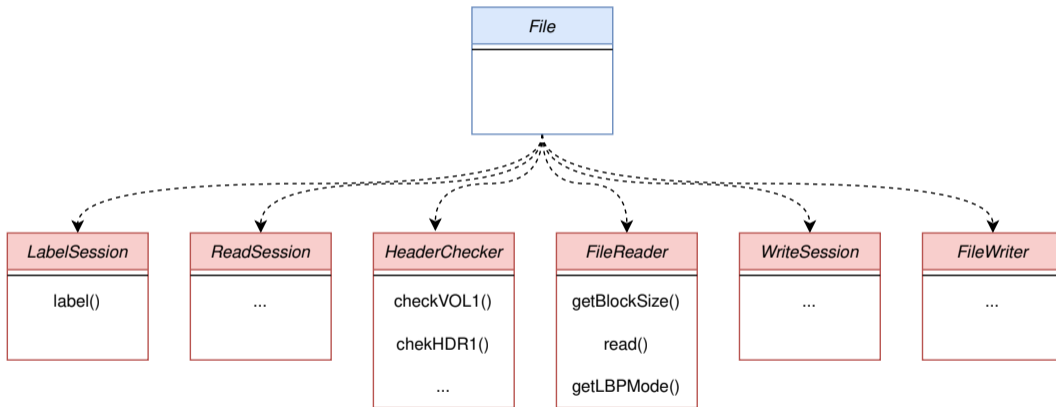 File
LabelSession
label()
ReadSession
...
HeaderChecker
checkVOL1()
chekHDR1()
...
FileReader
getBlockSize()
read()
getLBPMode()
WriteSession
...
FileWriter
...